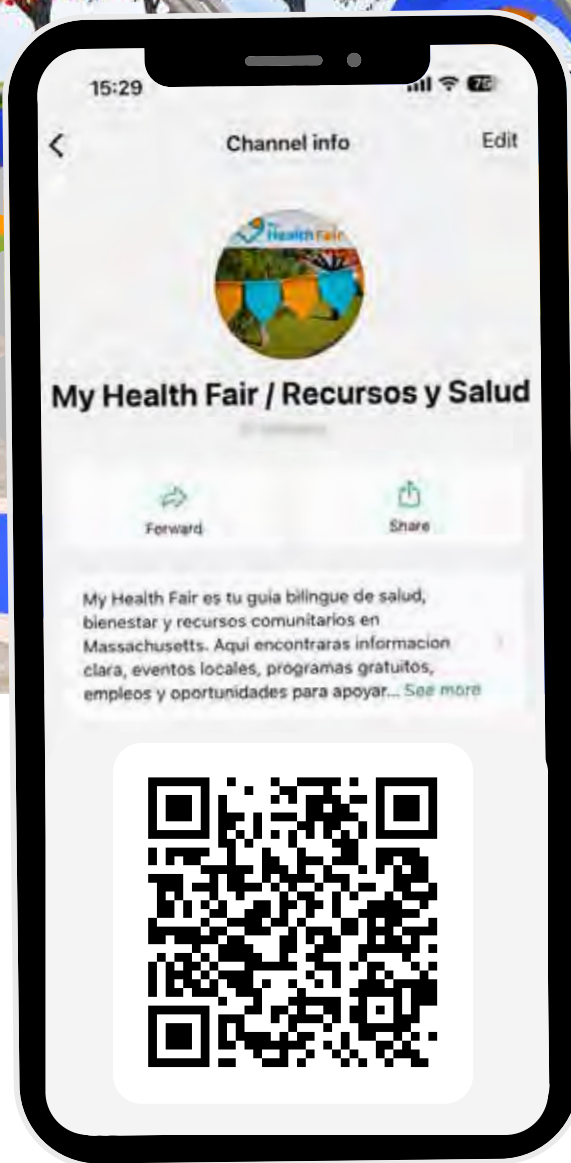 15:29
Channel info
Edit
Health Fair
My Health Fair / Recursos y Salud
Forward
Share
My Health Fair es tu guia bilingue de salud,
bienestar y recursos comunitarios en
Massachusetts. Aqui encontraras informacion
clara, eventos locales, programas gratuitos,
empleos y oportunidades para apoyar... See more